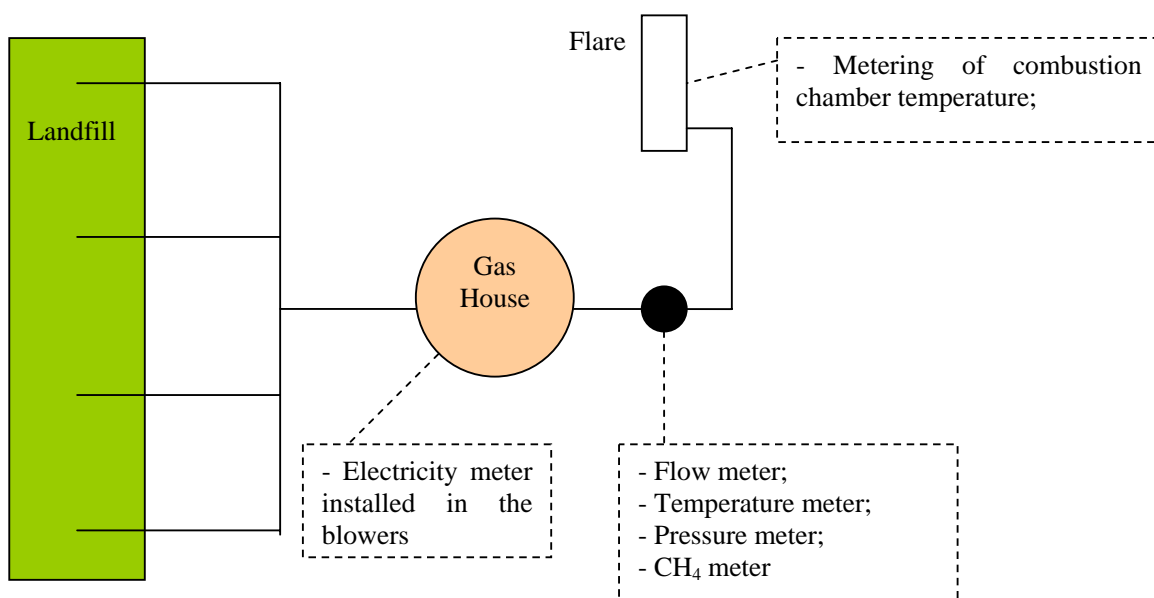 Flare
- Metering of combustion
chamber temperature;
Landfill
Gas
House
- Electricity meter
installed in the
blowers
- Flow meter;
- Temperature meter;
- Pressure meter;
- CH₄ meter